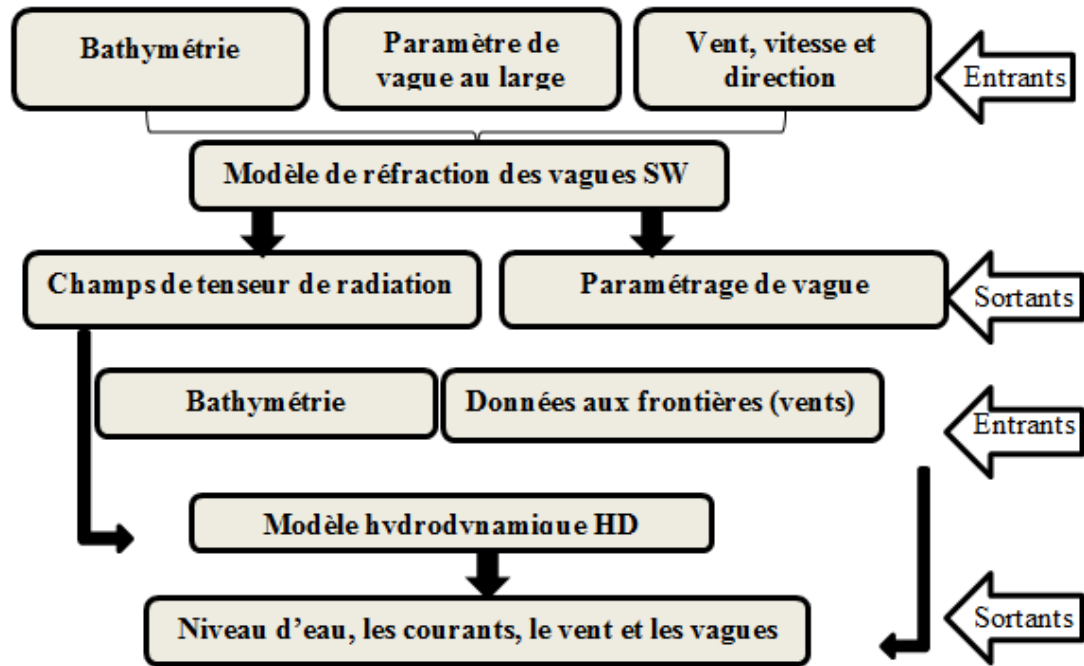 Bathymétrie
Paramètre de
vague au large
Vent, vitesse et
direction
Entrants
Modèle de réfraction des vagues SW
Champs de tenseur de radiation
Paramétrage de vague
Sortants
Bathymétrie
Données aux frontières (vents)
Entrants
Modèle hydrodynamique HD
Niveau d’eau, les courants, le vent et les vagues
Sortants